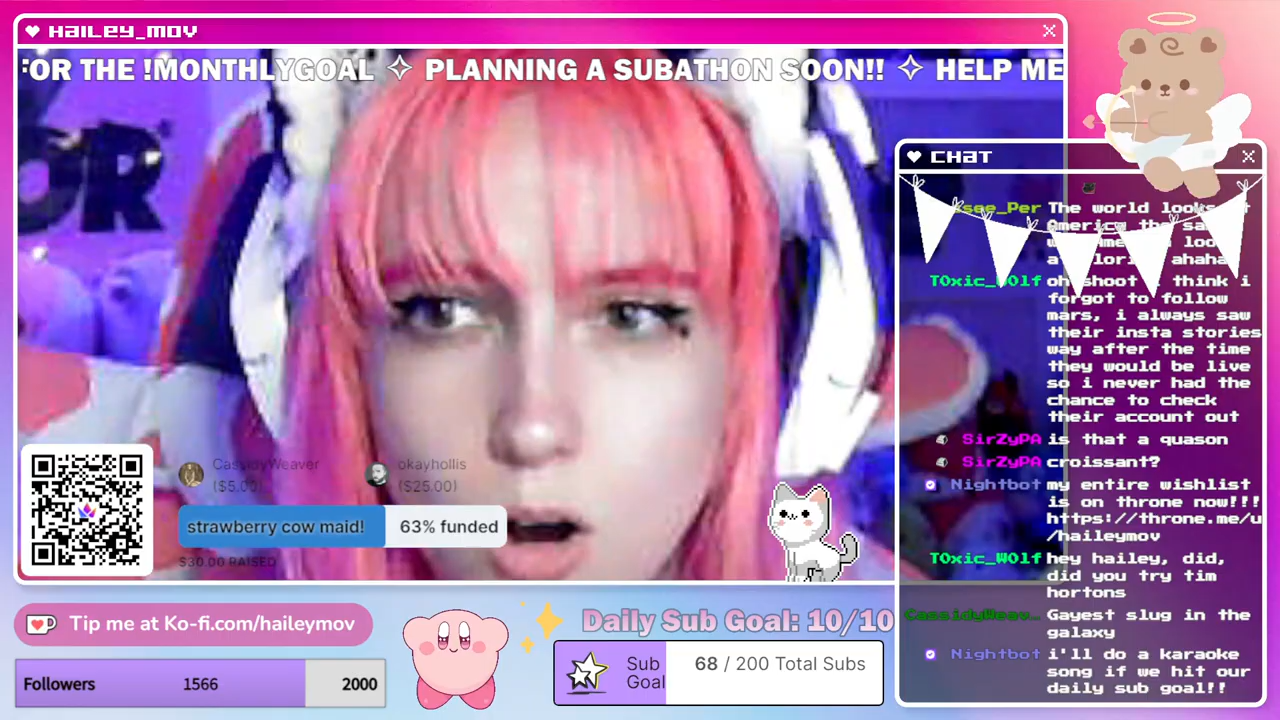 HAILEY_MOV
OR THE !MONTHLYGOAL ✧ PLANNING A SUBATHON SOON!! ✧ HELP ME
OR
CassidyWeaver
($5.00)
okayhollis
($25.00)
strawberry cow maid!
63% funded
$30.00 RAISED
Tip me at Ko-fi.com/haileymov
Followers 1566 2000
Daily Sub Goal: 10/10
Sub
Goal
68 / 200 Total Subs
CHAT
The world looks
T0xic_W0lf oh shoot think i
forgot to follow
mars, i always saw
their insta stories
way after the time
they would be live
so i never had the
chance to check
their account out
SirZyPA is that a quason
SirZyPA croissant?
Nightbot my entire wishlist
is on throne now!!!
https://throne.me/u
/haileymov
T0xic_W0lf hey hailey, did,
did you try tim
hortons
CassidyWeav… Gayest slug in the
galaxy
Nightbot i'll do a karaoke
song if we hit our
daily sub goal!!